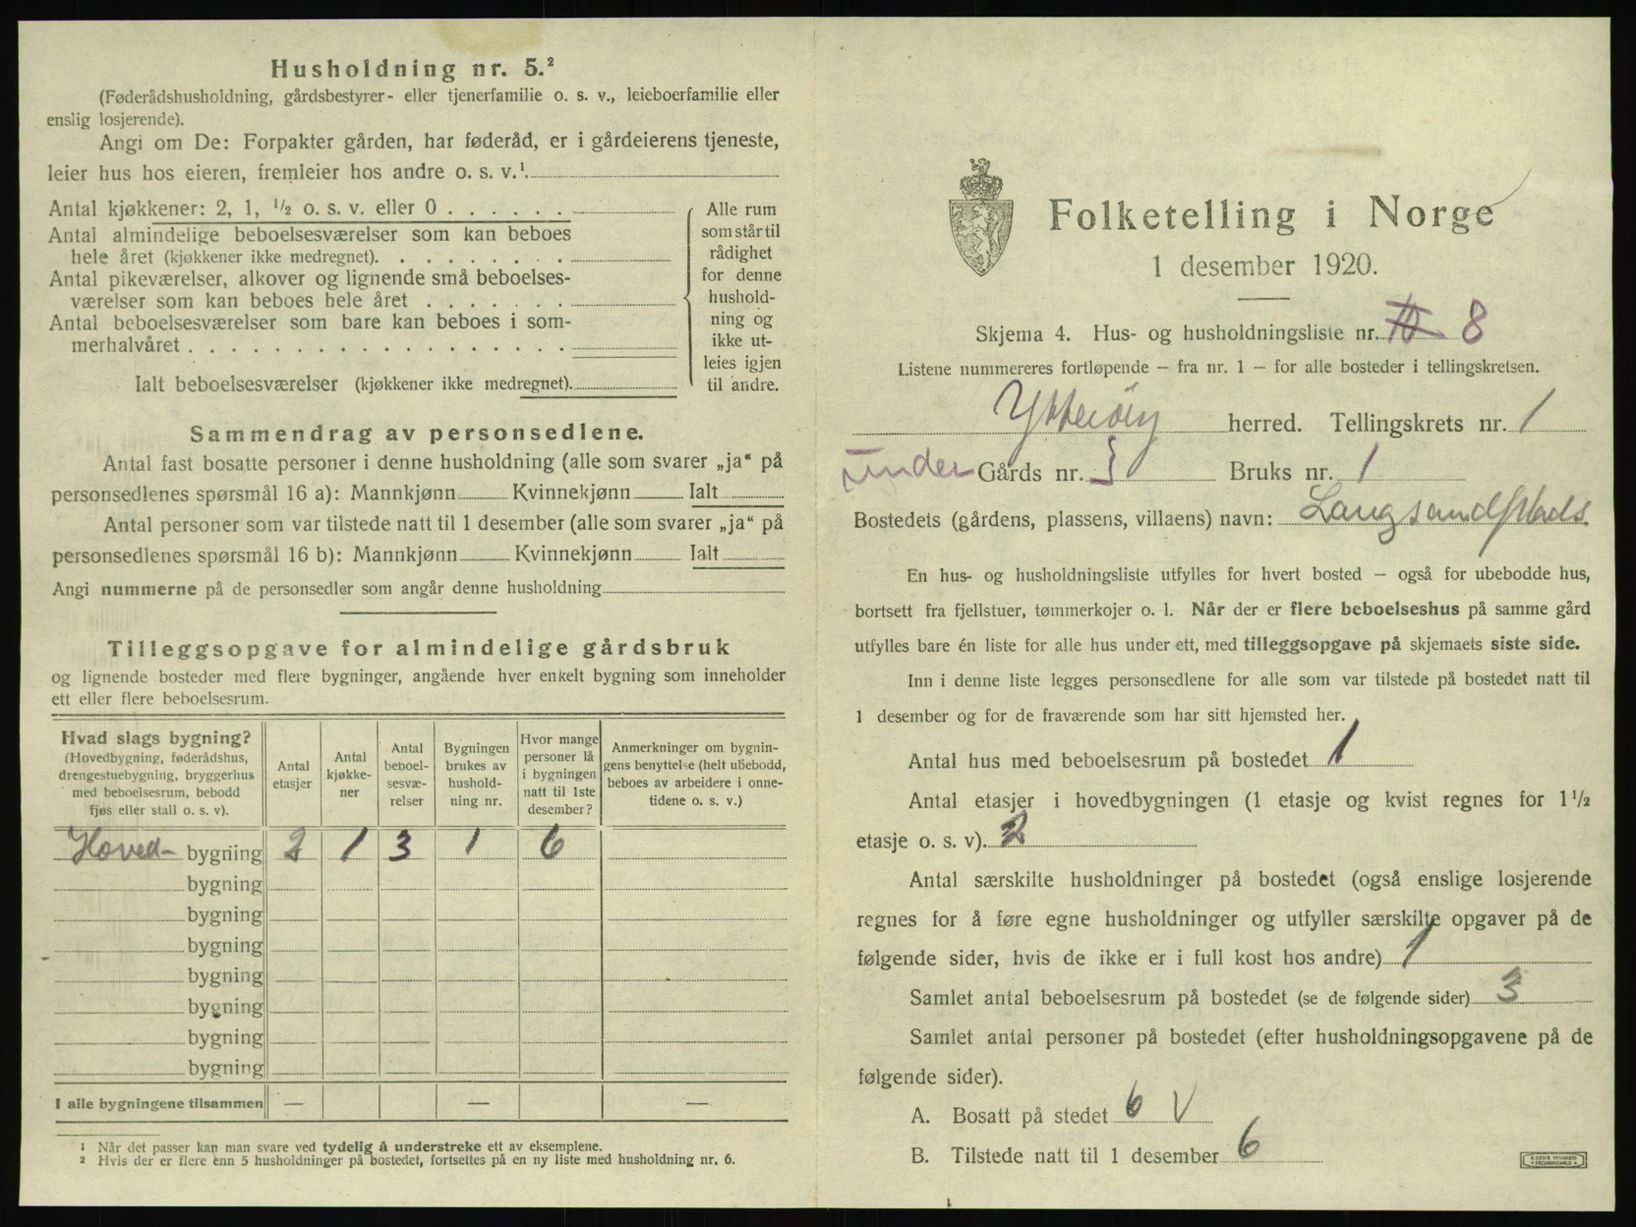 Husholdning nr. 5.²
(Føderådshusholdning, gårdsbestyrer- eller tjenerfamilie o. s. v., leieboerfamilie eller
enslig losjerende).
Angi om De: Forpakter gården, har føderåd, er i gårdeierens tjeneste,
leier hus hos eieren, fremleier hos andre o. s. v.¹.
Antal kjøkkener: 2, 1, ½ o. s. v. eller 0 . . . . . .
Antal almindelige beboelsesværelser som kan beboes
hele året (kjøkkener ikke medregnet). . . . . . . . .
Antal pikeværelser, alkover og lignende små beboelses-
værelser som kan beboes hele året . . . . . . .
Antal beboelsesværelser som bare kan beboes i som-
merhalvåret . . . . . . . . . . . . . . . . . .
Ialt beboelsesværelser (kjøkkener ikke medregnet).
Alle rum
som står til
rådighet
for denne
hushold-
ning og
ikke ut-
leies igjen
til andre.
Sammendrag av personsedlene.
Antal fast bosatte personer i denne husholdning (alle som svarer „ja“ på
personsedlenes spørsmål 16 a): Mannkjønn Kvinnekjønn Ialt
Antal personer som var tilstede natt til 1 desember (alle som svarer „ja“ på
personsedlenes spørsmål 16 b): Mannkjønn Kvinnekjønn Ialt
Angi nummerne på de personsedler som angår denne husholdning
Tilleggsopgave for almindelige gårdsbruk
og lignende bosteder med flere bygninger, angående hver enkelt bygning som inneholder
ett eller flere beboelsesrum.
Hvad slags bygning?
(Hovedbygning, føderådshus,
drengestuebygning, bryggerhus
med beboelsesrum, bebodd
fjøs eller stall o. s. v).
Antal
etasjer
Antal
kjøkke-
ner
Antal
beboel-
sesvæ-
relser
Bygningen
brukes av
hushold-
ning nr.
Hvor mange
personer lå
i bygningen
natt til 1ste
desember?
Anmerkninger om bygnin-
gens benyttelse (helt ubebodd,
beboes av arbeidere i onne-
tidene o. s. v.)
Hoved- bygning 2 1 3 1 6
bygning
bygning
bygning
bygning
bygning
bygning
bygning
I alle bygningene tilsammen — — —
¹ Når det passer kan man svare ved tydelig å understreke ett av eksemplene.
² Hvis der er flere enn 5 husholdninger på bostedet, fortsettes på en ny liste med husholdning nr. 6.
Folketelling i Norge
1 desember 1920.
Skjema 4. Hus- og husholdningsliste nr. 8
Listene nummereres fortløpende — fra nr. 1 — for alle bosteder i tellingskretsen.
Ytterøy herred. Tellingskrets nr. 1
under Gårds nr. 5 Bruks nr. 1
Bostedets (gårdens, plassens, villaens) navn:
En hus- og husholdningsliste utfylles for hvert bosted — også for ubebodde hus,
bortsett fra fjellstuer, tømmerkojer o. l. Når der er flere beboelseshus på samme gård
utfylles bare én liste for alle hus under ett, med tilleggsopgave på skjemaets siste side.
Inn i denne liste legges personsedlene for alle som var tilstede på bostedet natt til
1 desember og for de fraværende som har sitt hjemsted her.
Antal hus med beboelsesrum på bostedet 1
Antal etasjer i hovedbygningen (1 etasje og kvist regnes for 1½
etasje o. s. v). 2
Antal særskilte husholdninger på bostedet (også enslige losjerende
regnes for å føre egne husholdninger og utfyller særskilte opgaver på de
følgende sider, hvis de ikke er i full kost hos andre) 1
Samlet antal beboelsesrum på bostedet (se de følgende sider) 3
Samlet antal personer på bostedet (efter husholdningsopgavene på de
følgende sider).
A. Bosatt på stedet 6 V
B. Tilstede natt til 1 desember 6